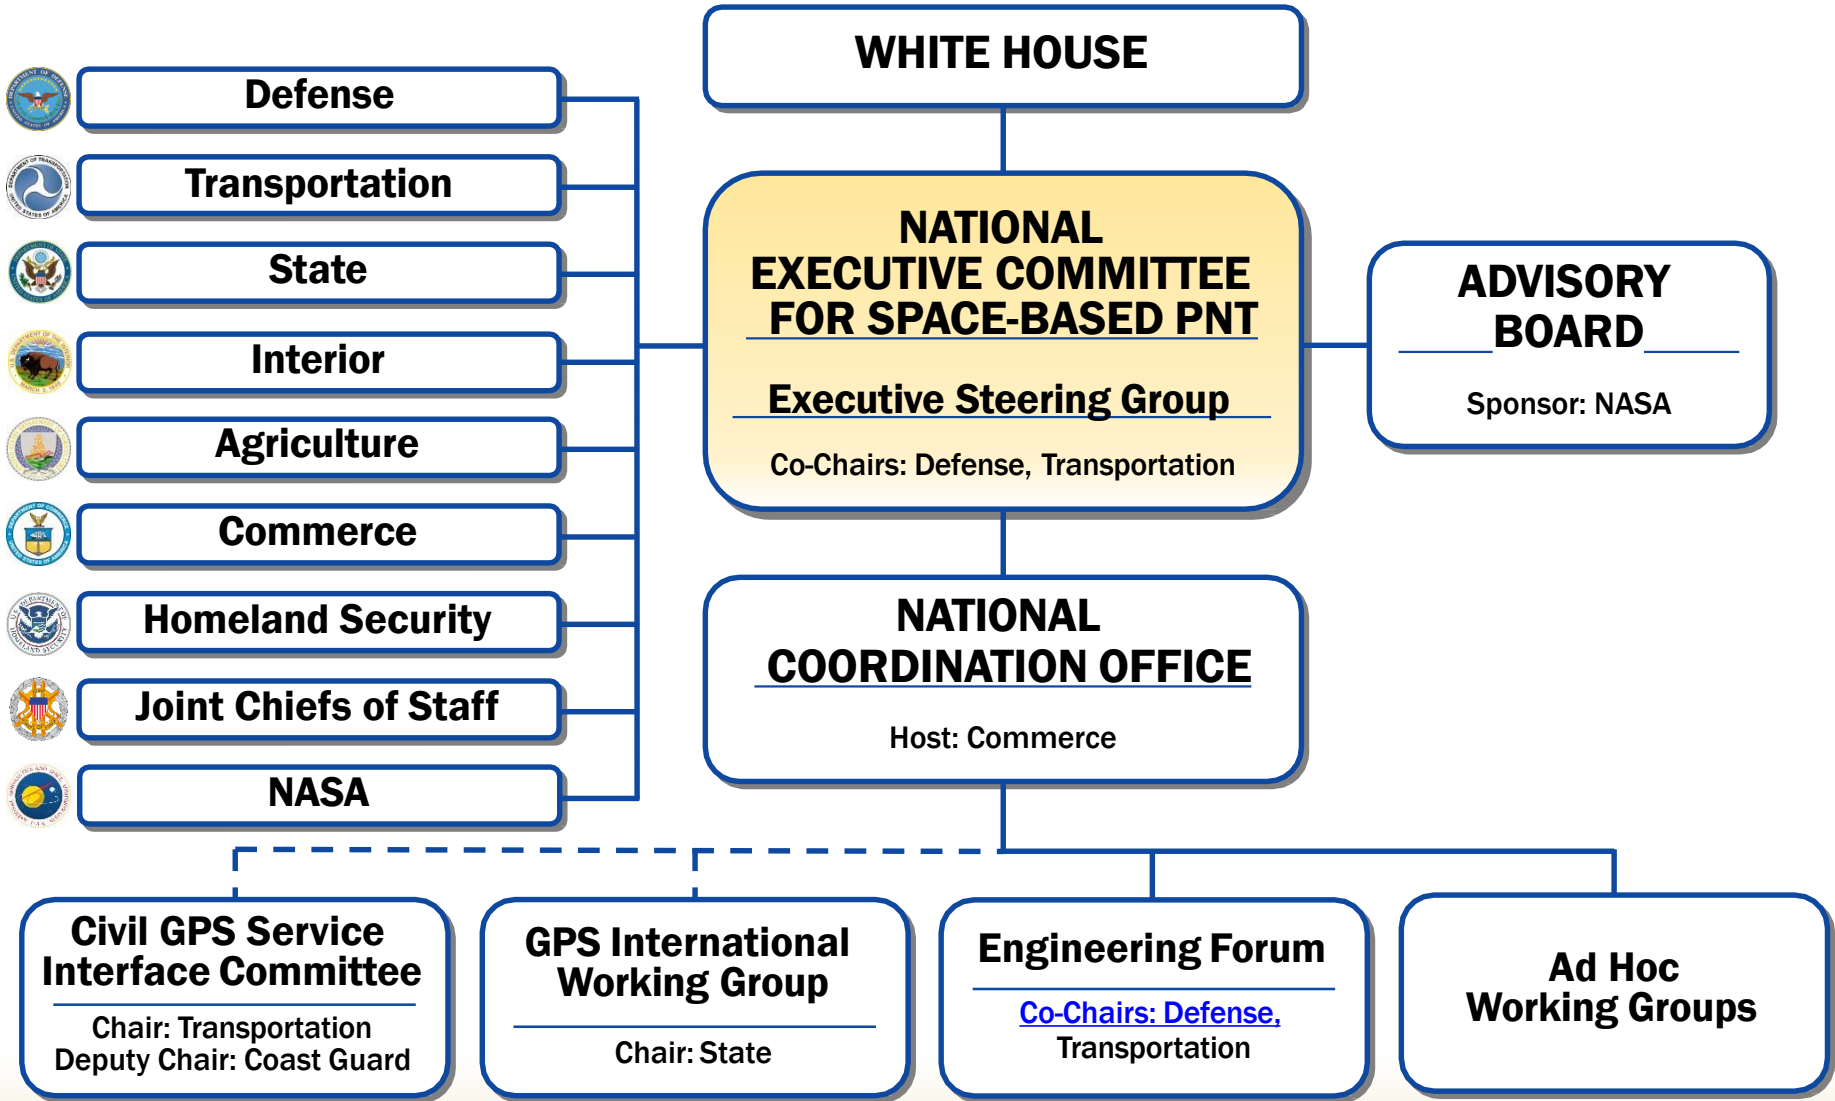 WHITE HOUSE
Defense
Transportation
State
Interior
Agriculture
Commerce
Homeland Security
Joint Chiefs of Staff
NASA
NATIONAL
EXECUTIVE COMMITTEE
FOR SPACE-BASED PNT
Executive Steering Group
Co-Chairs: Defense, Transportation
ADVISORY
BOARD
Sponsor: NASA
NATIONAL
COORDINATION OFFICE
Host: Commerce
Civil GPS Service
Interface Committee
Chair: Transportation
Deputy Chair: Coast Guard
GPS International
Working Group
Chair: State
Engineering Forum
Co-Chairs: Defense,
Transportation
Ad Hoc
Working Groups